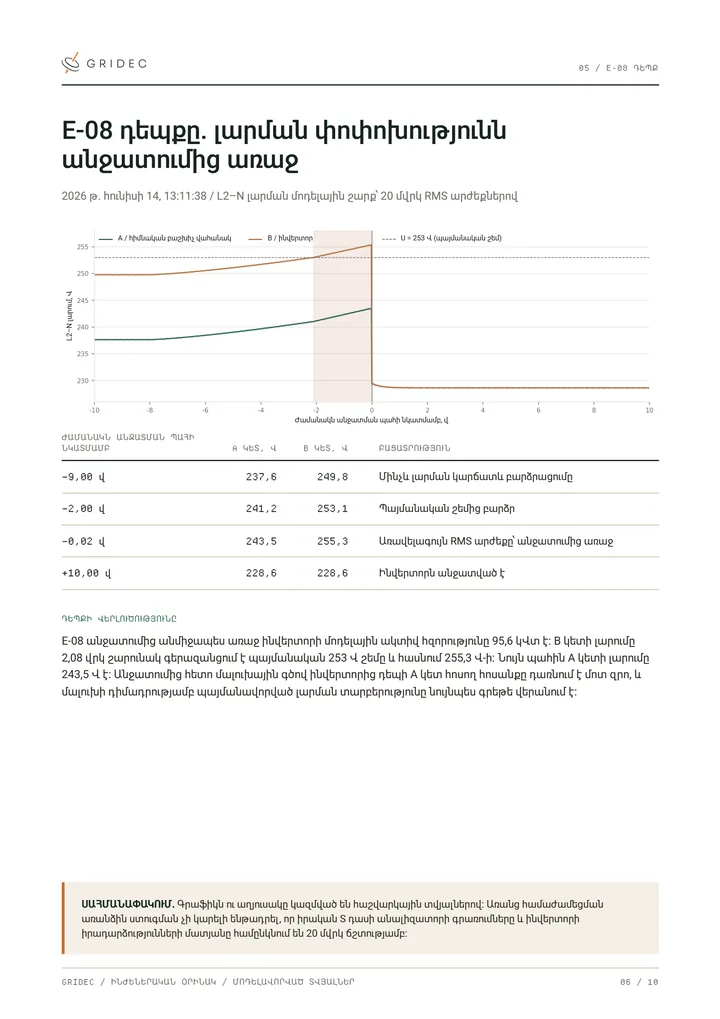 GRIDEC
05 / E-08 ԴԵՊՔ
E-08 դեպքը. լարման փոփոխությունն
անջատումից առաջ
2026 թ. հունիսի 14, 13:11:38 / L2–N լարման մոդելային շարք՝ 20 մվրկ RMS արժեքներով
A / հիմնական բաշխիչ վահանակ
B / ինվերտոր
U = 253 Վ (պայմանական շեմ)
L2–N լարում, Վ
255
250
245
240
235
230
-10 -8 -6 -4 -2 0 2 4 6 8 10
Ժամանակն անջատման պահի նկատմամբ, վ
ԺԱՄԱՆԱԿՆ ԱՆՋԱՏՄԱՆ ՊԱՀԻ
ՆԿԱՏՄԱՄԲ A ԿԵՏ, Վ B ԿԵՏ, Վ ԲԱՑԱՏՐՈՒԹՅՈՒՆ
−9,00 վ 237,6 249,8 Մինչև լարման կարճատև բարձրացումը
−2,00 վ 241,2 253,1 Պայմանական շեմից բարձր
−0,02 վ 243,5 255,3 Առավելագույն RMS արժեքը՝ անջատումից առաջ
+10,00 վ 228,6 228,6 Ինվերտորն անջատված է
ԴԵՊՔԻ ՎԵՐԼՈՒԾՈՒԹՅՈՒՆԸ
E-08 անջատումից անմիջապես առաջ ինվերտորի մոդելային ակտիվ հզորությունը 95,6 կՎտ է։ B կետի լարումը
2,08 վրկ շարունակ գերազանցում է պայմանական 253 Վ շեմը և հասնում 255,3 Վ-ի։ Նույն պահին A կետի լարումը
243,5 Վ է։ Անջատումից հետո մալուխային գծով ինվերտորից դեպի A կետ հոսող հոսանքը դառնում է մոտ զրո, և
մալուխի դիմադրությամբ պայմանավորված լարման տարբերությունը նույնպես գրեթե վերանում է։
ՍԱՀՄԱՆԱՓԱԿՈՒՄ. Գրաֆիկն ու աղյուսակը կազմված են հաշվարկային տվյալներով։ Առանց համաժամեցման
առանձին ստուգման չի կարելի ենթադրել, որ իրական S դասի անալիզատորի գրառումները և ինվերտորի
իրադարձությունների մատյանը համընկնում են 20 մվրկ ճշտությամբ։
GRIDEC / ԻՆԺԵՆԵՐԱԿԱՆ ՕՐԻՆԱԿ / ՄՈԴԵԼԱՎՈՐՎԱԾ ՏՎՅԱԼՆԵՐ
06 / 10